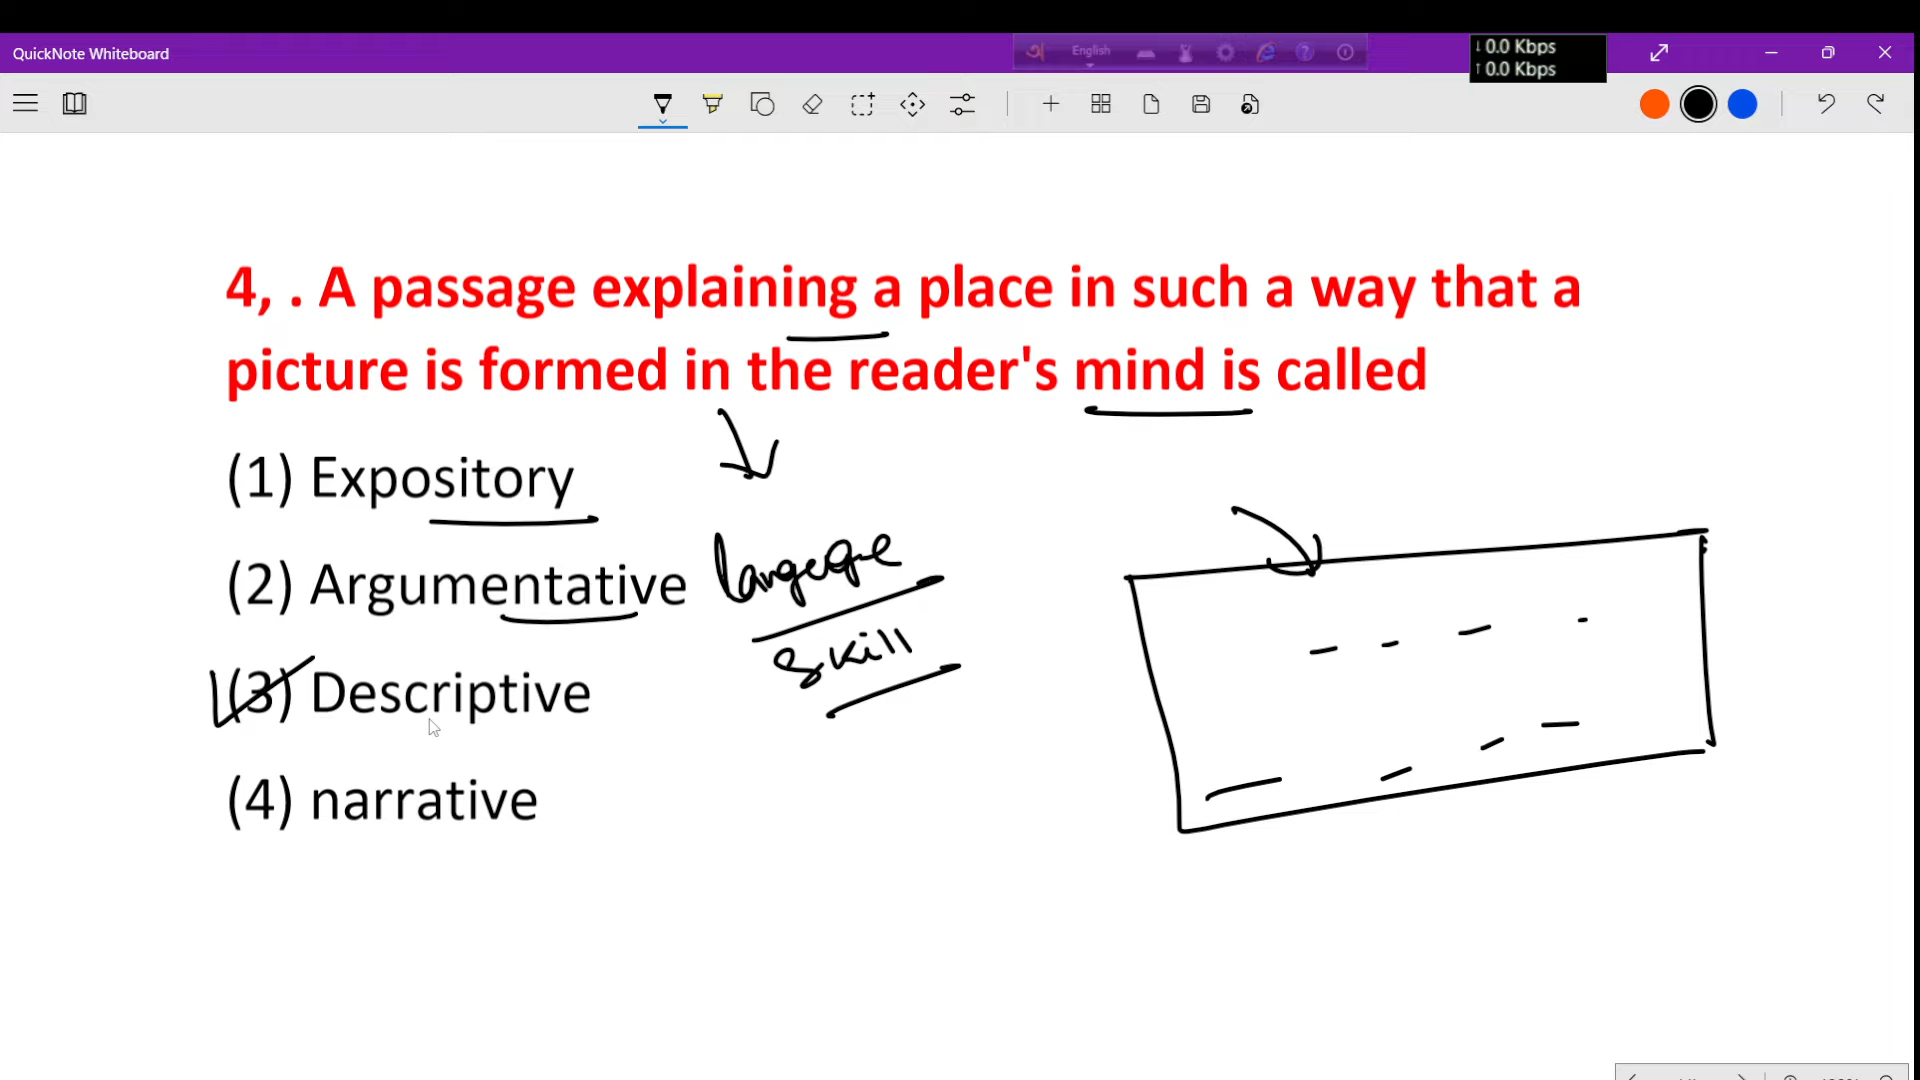 QuickNote Whiteboard
English
↓ 0.0 Kbps
↑ 0.0 Kbps
4, . A passage explaining a place in such a way that a
picture is formed in the reader's mind is called
(1) Expository
(2) Argumentative
(3) Descriptive
(4) narrative
skill